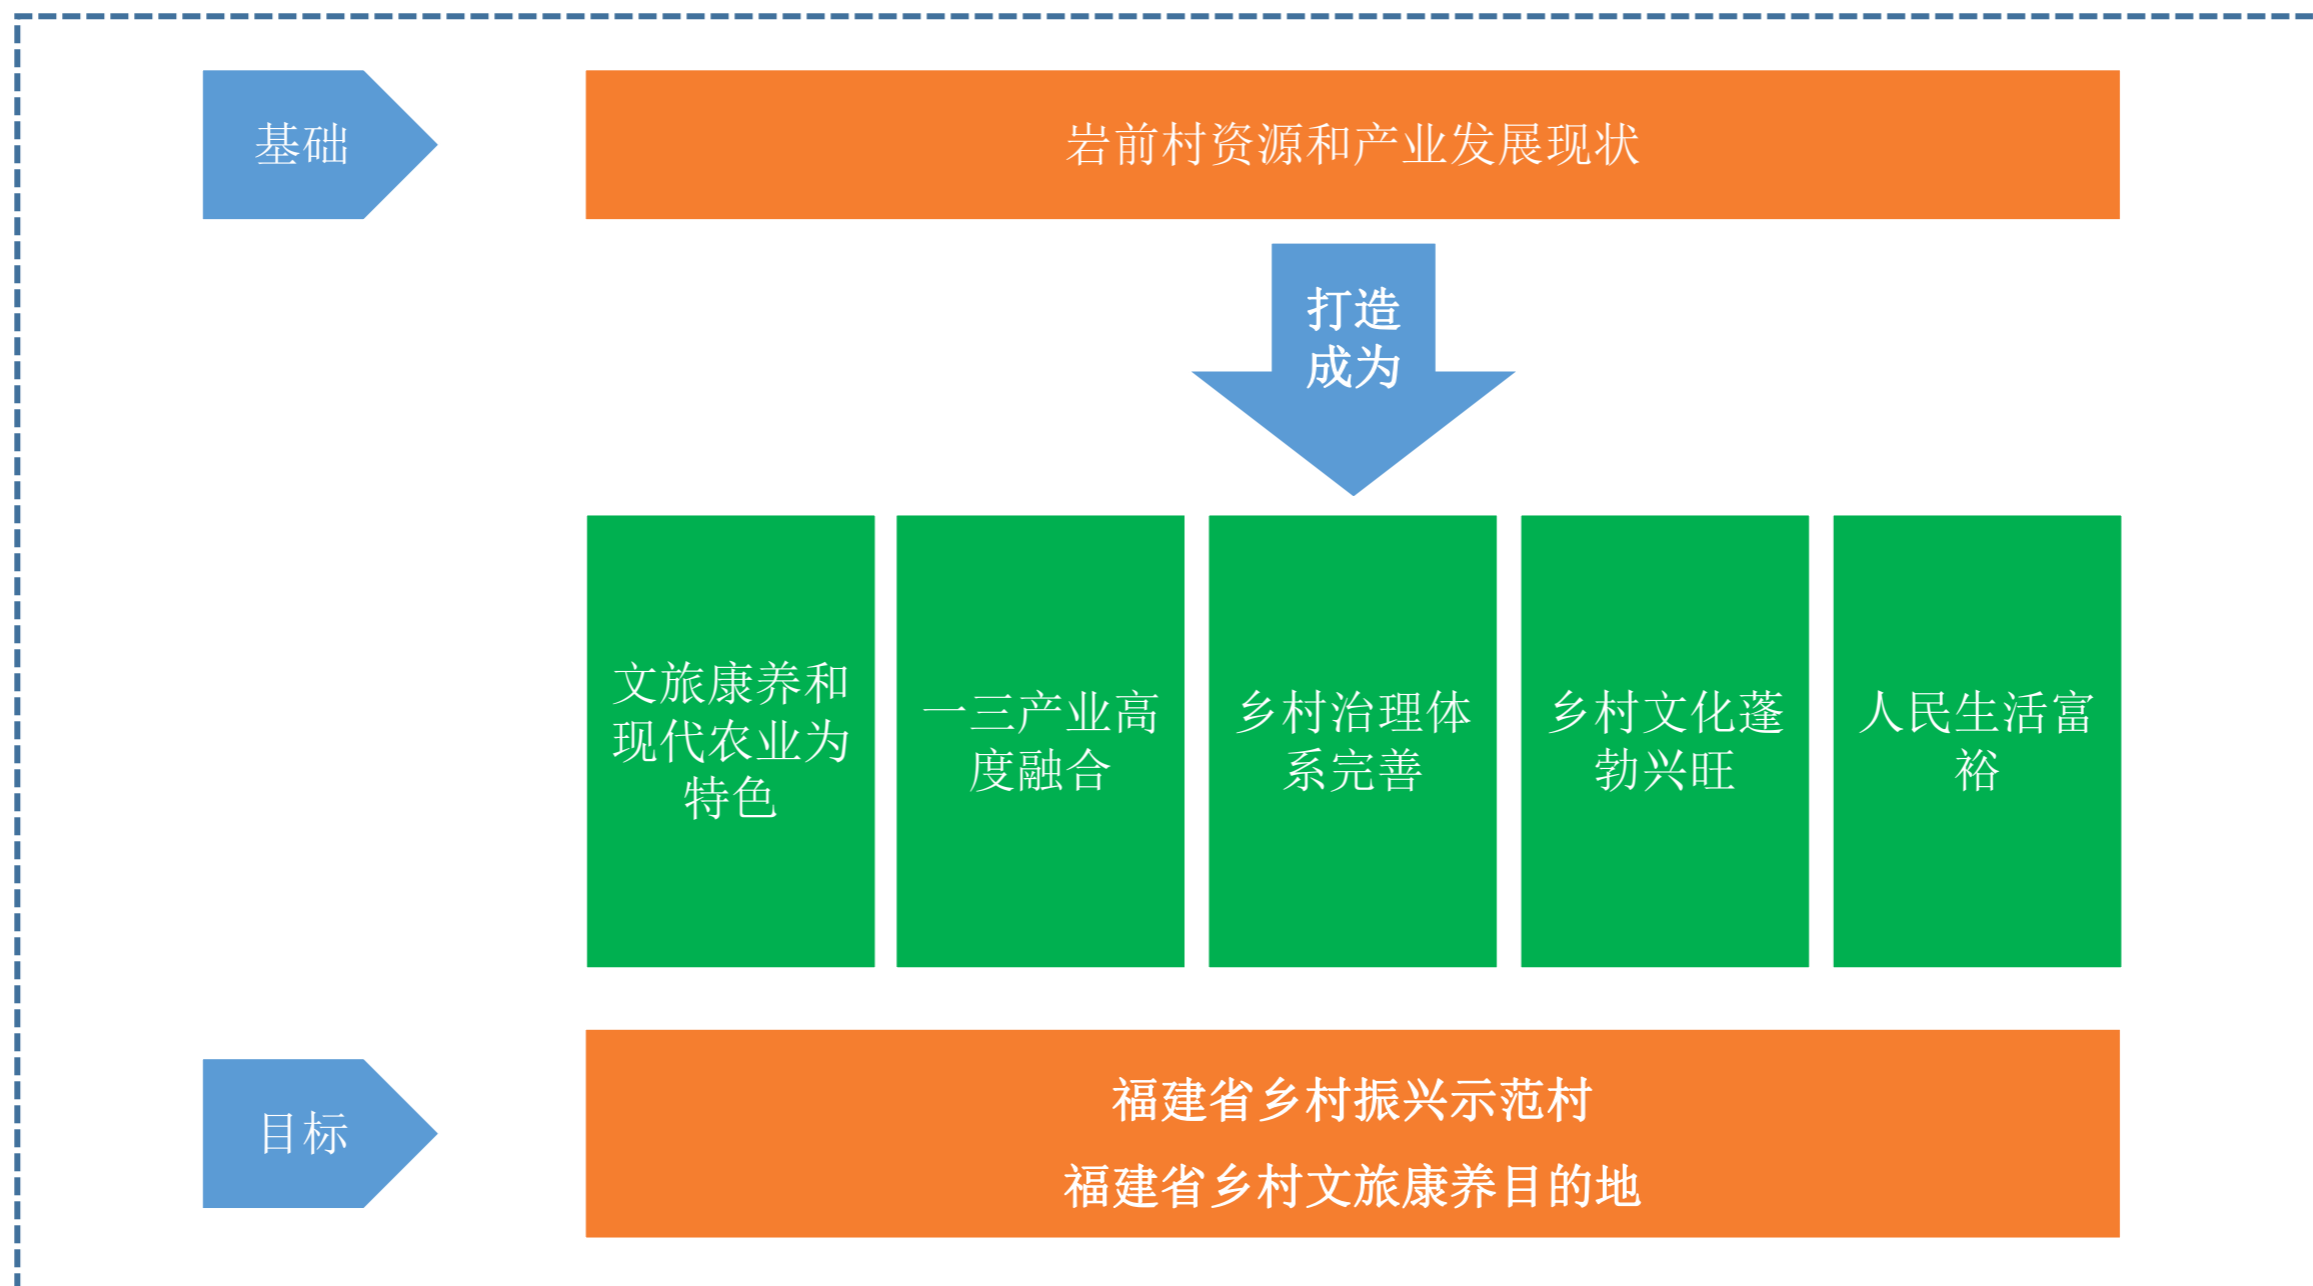 基础
岩前村资源和产业发展现状
打造
成为
文旅康养和
现代农业为
特色
一三产业高
度融合
乡村治理体
系完善
乡村文化蓬
勃兴旺
人民生活富
裕
目标
福建省乡村振兴示范村
福建省乡村文旅康养目的地